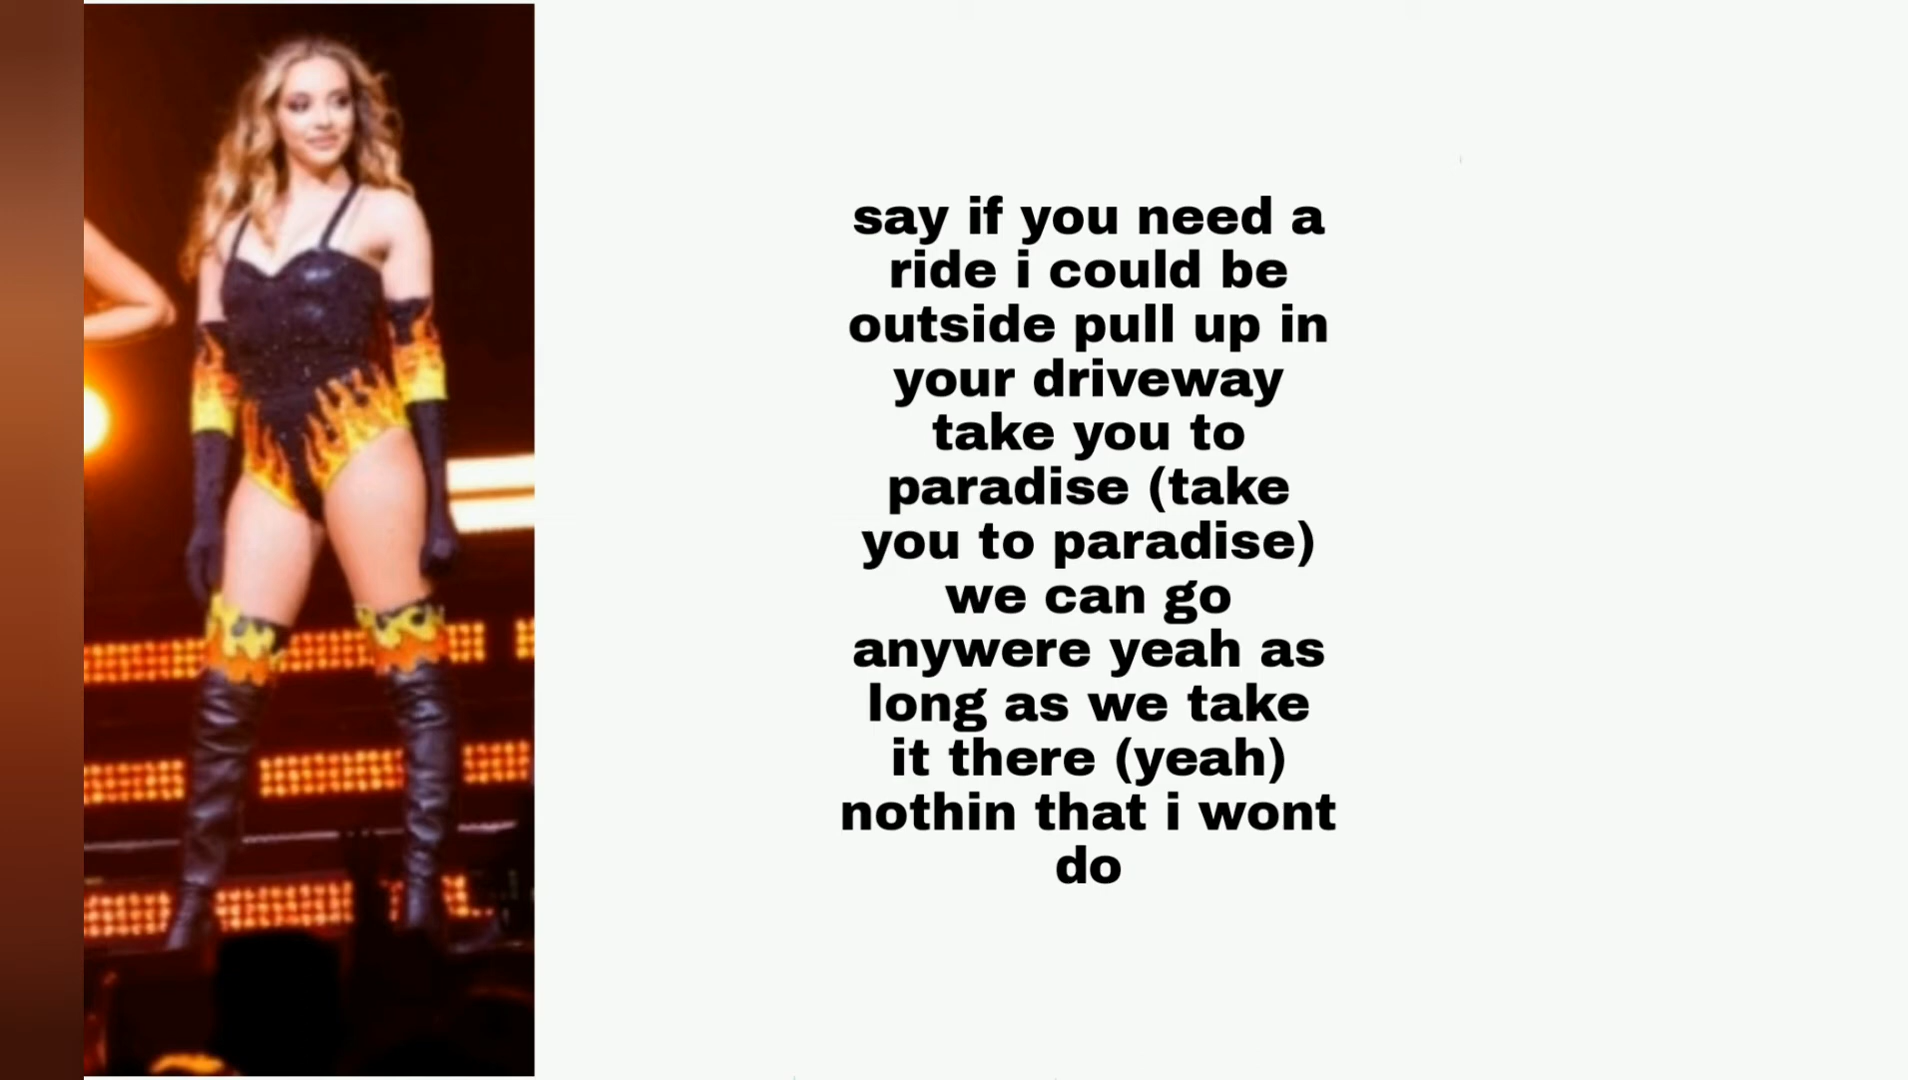 say if you need a
ride i could be
outside pull up in
your driveway
take you to
paradise (take
you to paradise)
we can go
anywere yeah as
long as we take
it there (yeah)
nothin that i wont
do